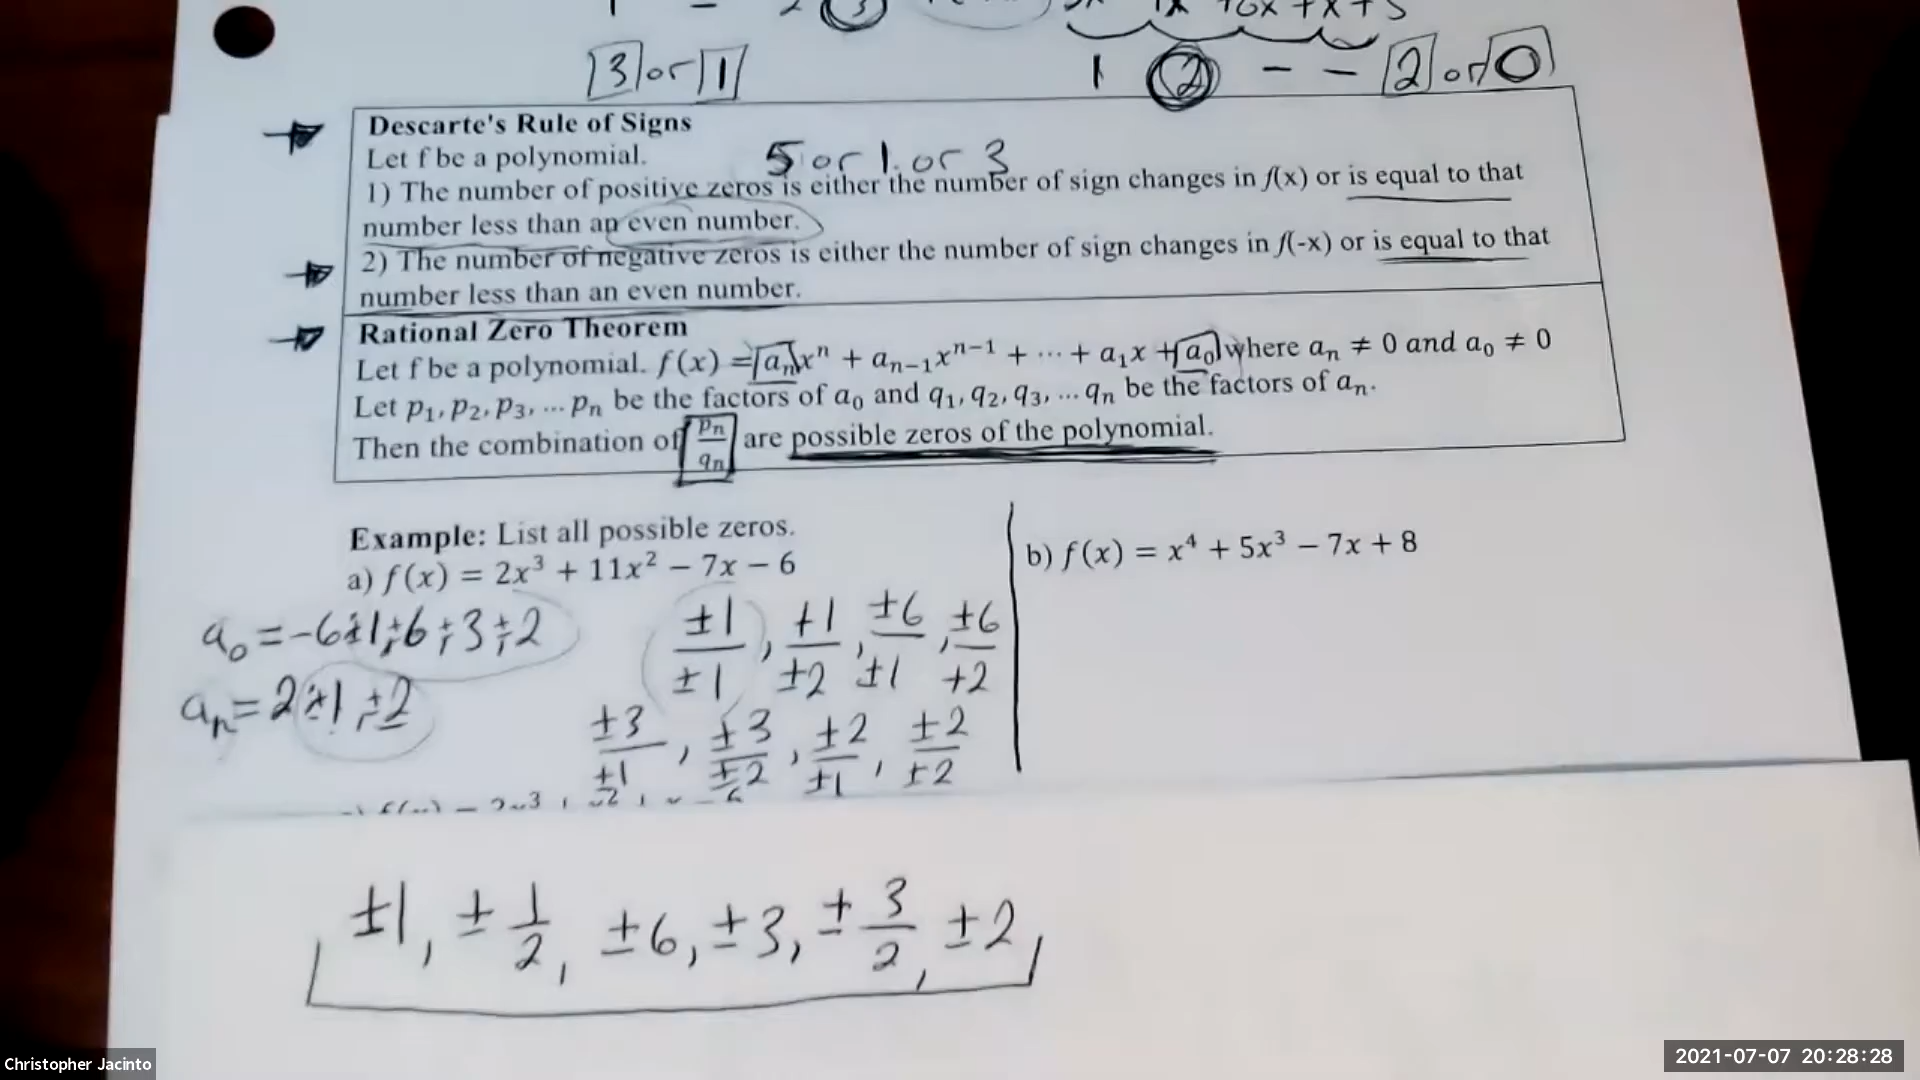 3 or 1
1 2 - - 2 or 0
Descarte's Rule of Signs
Let f be a polynomial.
5 or 1 or 3
1) The number of positive zeros is either the number of sign changes in f(x) or is equal to that
number less than an even number.
2) The number of negative zeros is either the number of sign changes in f(-x) or is equal to that
number less than an even number.
Rational Zero Theorem
Let f be a polynomial. f(x) = aₙxⁿ + aₙ₋₁xⁿ⁻¹ + ⋯ + a₁x + a₀ where aₙ ≠ 0 and a₀ ≠ 0
Let p₁, p₂, p₃, ... pₙ be the factors of a₀ and q₁, q₂, q₃, ... qₙ be the factors of aₙ.
Then the combination of pₙ/qₙ are possible zeros of the polynomial.
Example: List all possible zeros.
a) f(x) = 2x³ + 11x² − 7x − 6
b) f(x) = x⁴ + 5x³ − 7x + 8
a₀ = -6 ±1, ±6, ±3, ±2
aₙ = 2 ±1, ±2
±1/±1, +1/±2, ±6/±1, ±6/+2
±3/±1, ±3/±2, ±2/±1, ±2/±2
±1, ±1/2, ±6, ±3, ±3/2, ±2,
Christopher Jacinto
2021-07-07 20:28:28